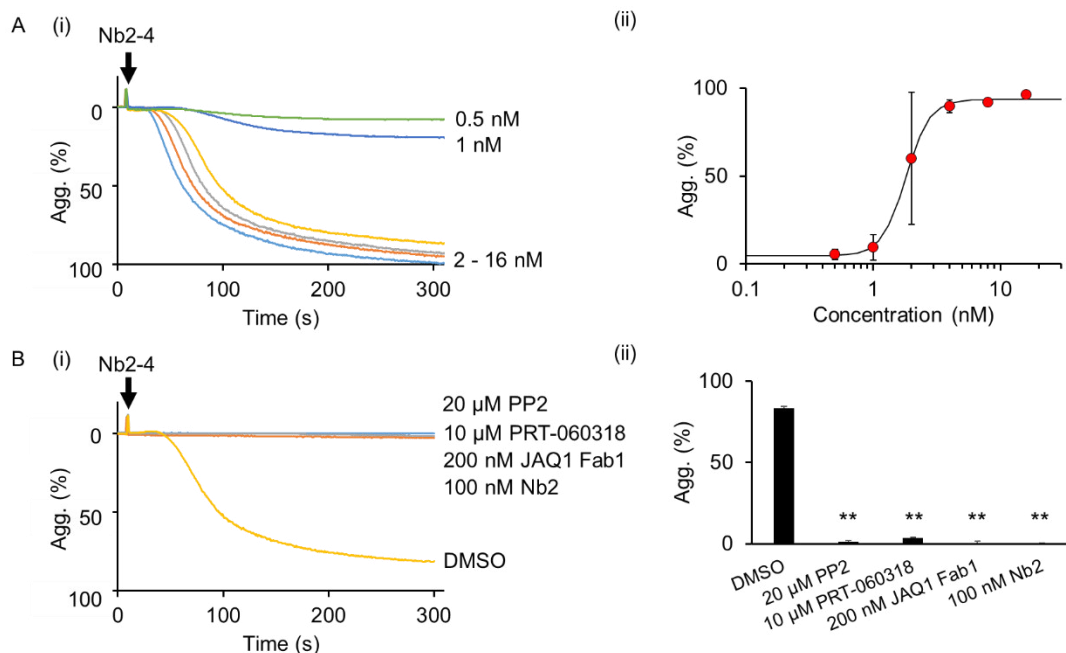 A (i)
Nb2-4
0
50
100
Agg. (%)
0.5 nM
1 nM
2 - 16 nM
0 100 200 300
Time (s)
(ii)
100
50
0
Agg. (%)
0.1 1 10
Concentration (nM)
B (i)
Nb2-4
0
50
100
Agg. (%)
20 µM PP2
10 µM PRT-060318
200 nM JAQ1 Fab1
100 nM Nb2
DMSO
0 100 200 300
Time (s)
(ii)
100
50
0
Agg. (%)
** ** ** **
DMSO
20 µM PP2
10 µM PRT-060318
200 nM JAQ1 Fab1
100 nM Nb2